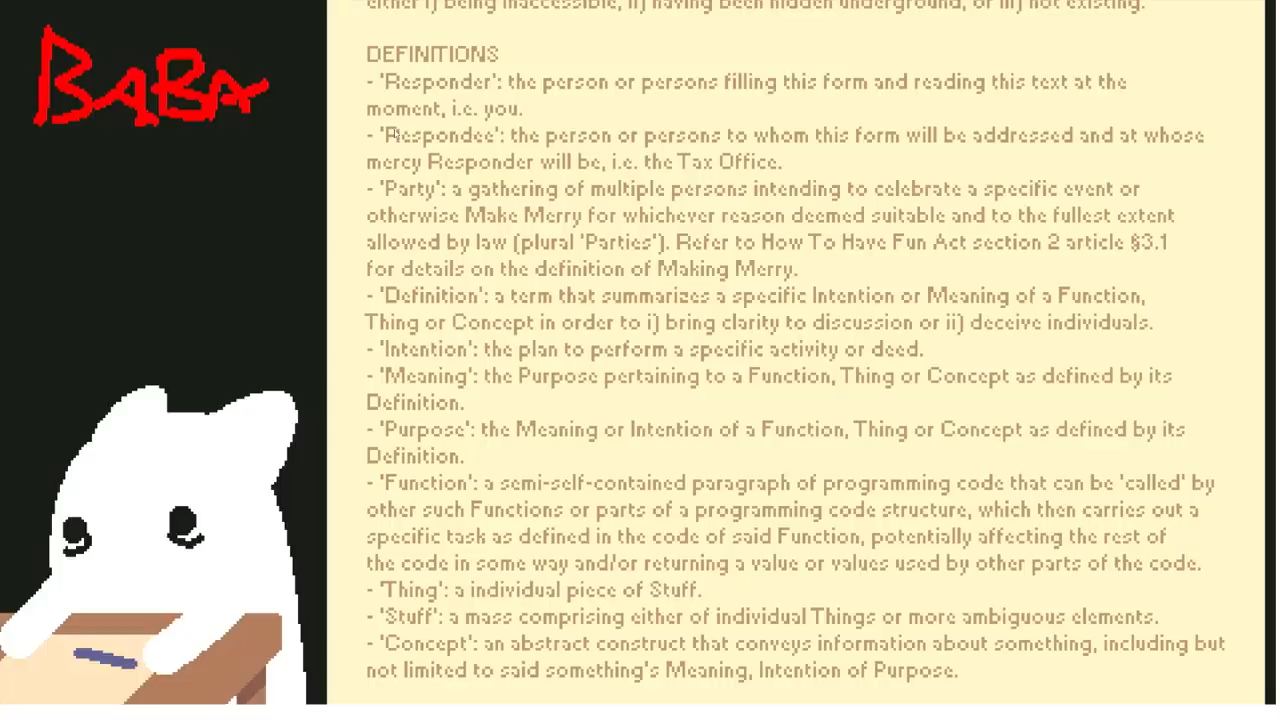 BABA
either i) being inaccessible, ii) having been hidden underground, or iii) not existing.
DEFINITIONS
- 'Responder': the person or persons filling this form and reading this text at the
moment, i.e. you.
- 'Respondee': the person or persons to whom this form will be addressed and at whose
mercy Responder will be, i.e. the Tax Office.
- 'Party': a gathering of multiple persons intending to celebrate a specific event or
otherwise Make Merry for whichever reason deemed suitable and to the fullest extent
allowed by law (plural 'Parties'). Refer to How To Have Fun Act section 2 article §3.1
for details on the definition of Making Merry.
- 'Definition': a term that summarizes a specific Intention or Meaning of a Function,
Thing or Concept in order to i) bring clarity to discussion or ii) deceive individuals.
- 'Intention': the plan to perform a specific activity or deed.
- 'Meaning': the Purpose pertaining to a Function, Thing or Concept as defined by its
Definition.
- 'Purpose': the Meaning or Intention of a Function, Thing or Concept as defined by its
Definition.
- 'Function': a semi-self-contained paragraph of programming code that can be 'called' by
other such Functions or parts of a programming code structure, which then carries out a
specific task as defined in the code of said Function, potentially affecting the rest of
the code in some way and/or returning a value or values used by other parts of the code.
- 'Thing': a individual piece of Stuff.
- 'Stuff': a mass comprising either of individual Things or more ambiguous elements.
- 'Concept': an abstract construct that conveys information about something, including but
not limited to said something's Meaning, Intention of Purpose.